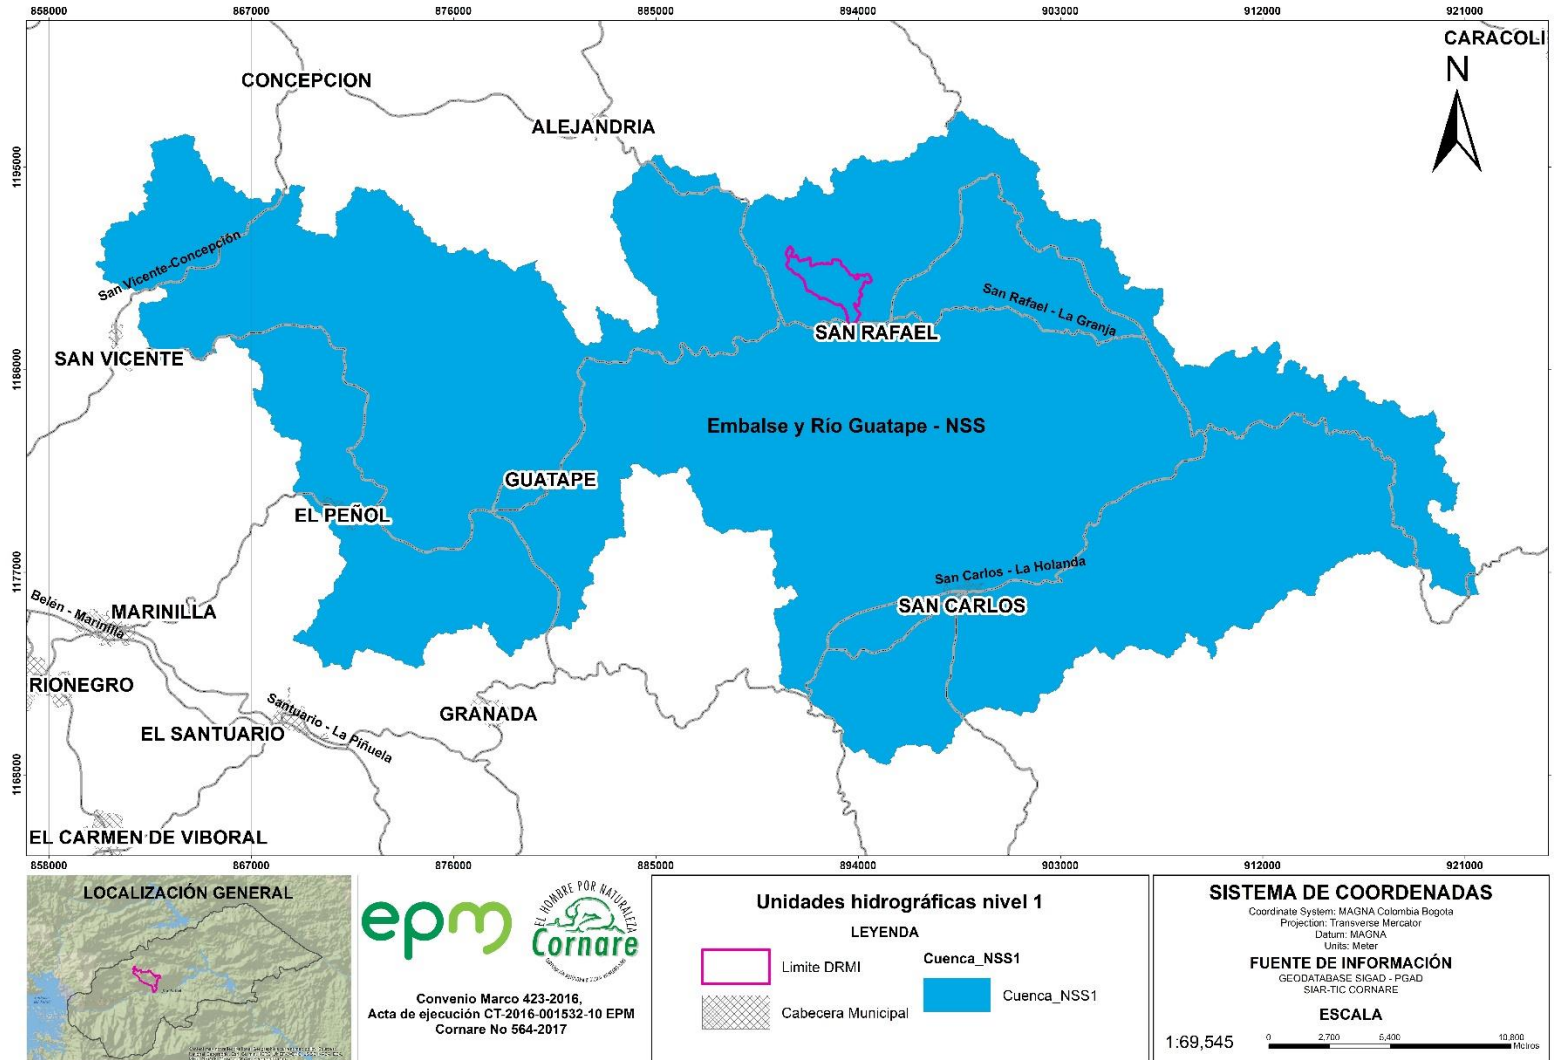 858000
867000
876000
885000
894000
903000
912000
921000
CARACOLI
N
CONCEPCION
ALEJANDRIA
1195000
San Vicente-Concepción
San Rafael - La Granja
SAN RAFAEL
SAN VICENTE
1186000
Embalse y Río Guatape - NSS
GUATAPE
EL PEÑOL
1177000
San Carlos - La Holanda
SAN CARLOS
Belén - Marinilla
MARINILLA
RIONEGRO
Santuario - La Piñuela
GRANADA
EL SANTUARIO
1168000
EL CARMEN DE VIBORAL
858000
867000
876000
885000
894000
903000
912000
921000
LOCALIZACIÓN GENERAL
epm
EL HOMBRE POR NATURALEZA
Cornare
Convenio Marco 423-2016,
Acta de ejecución CT-2016-001532-10 EPM
Cornare No 564-2017
Unidades hidrográficas nivel 1
LEYENDA
Limite DRMI
Cabecera Municipal
Cuenca_NSS1
Cuenca_NSS1
SISTEMA DE COORDENADAS
Coordinate System: MAGNA Colombia Bogota
Projection: Transverse Mercator
Datum: MAGNA
Units: Meter
FUENTE DE INFORMACIÓN
GEODATABASE SIGAD - PGAD
SIAR-TIC CORNARE
ESCALA
1:69,545
0 2,700 5,400 10,800
Metros